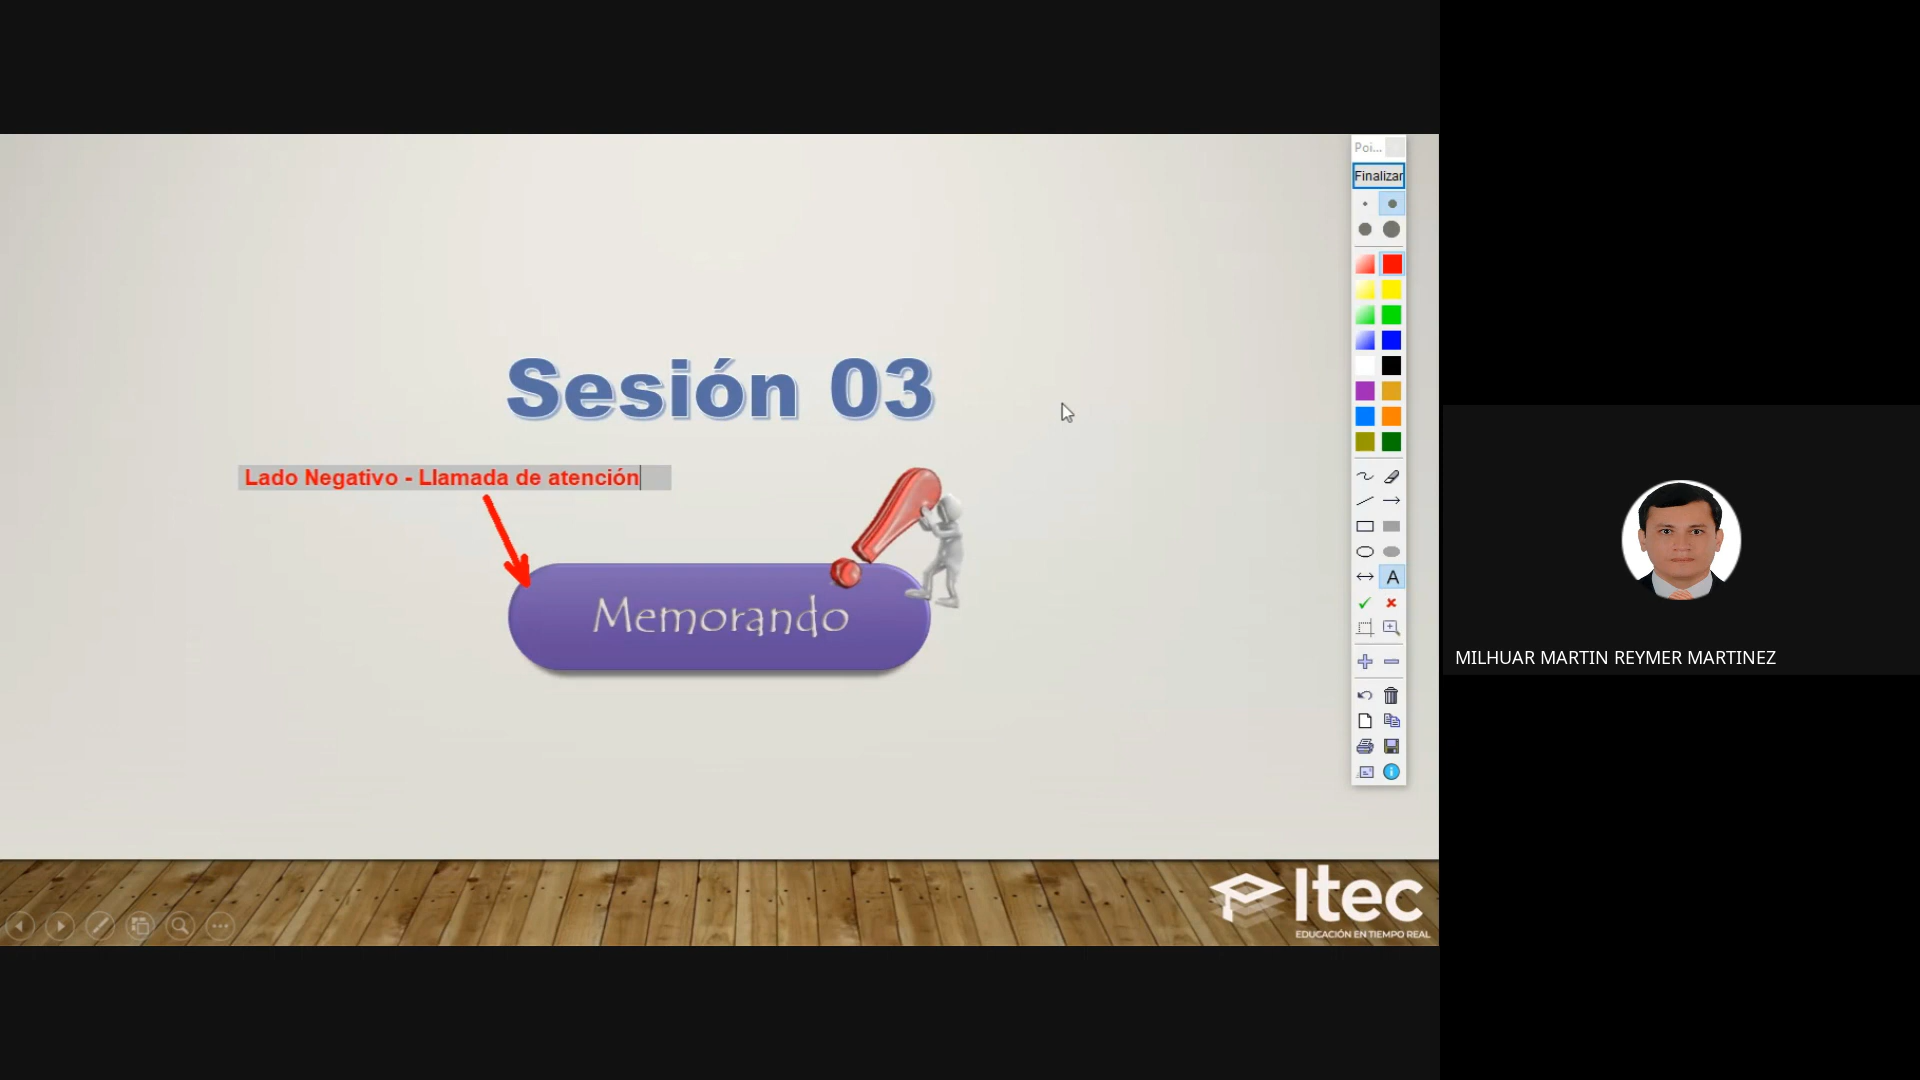 Poi...
Finalizar
Sesión 03
Lado Negativo - Llamada de atención
Memorando
A
MILHUAR MARTIN REYMER MARTINEZ
Itec
EDUCACIÓN EN TIEMPO REAL